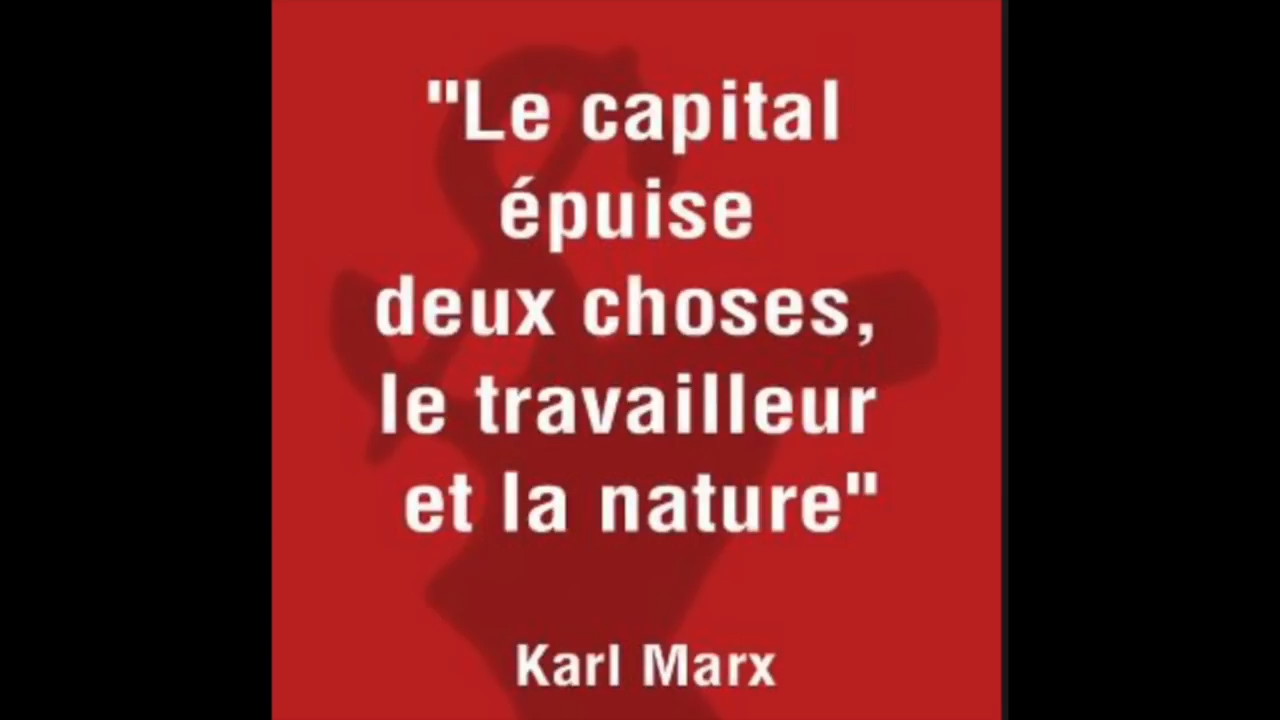 "Le capital
épuise
deux choses,
le travailleur
et la nature"
Karl Marx